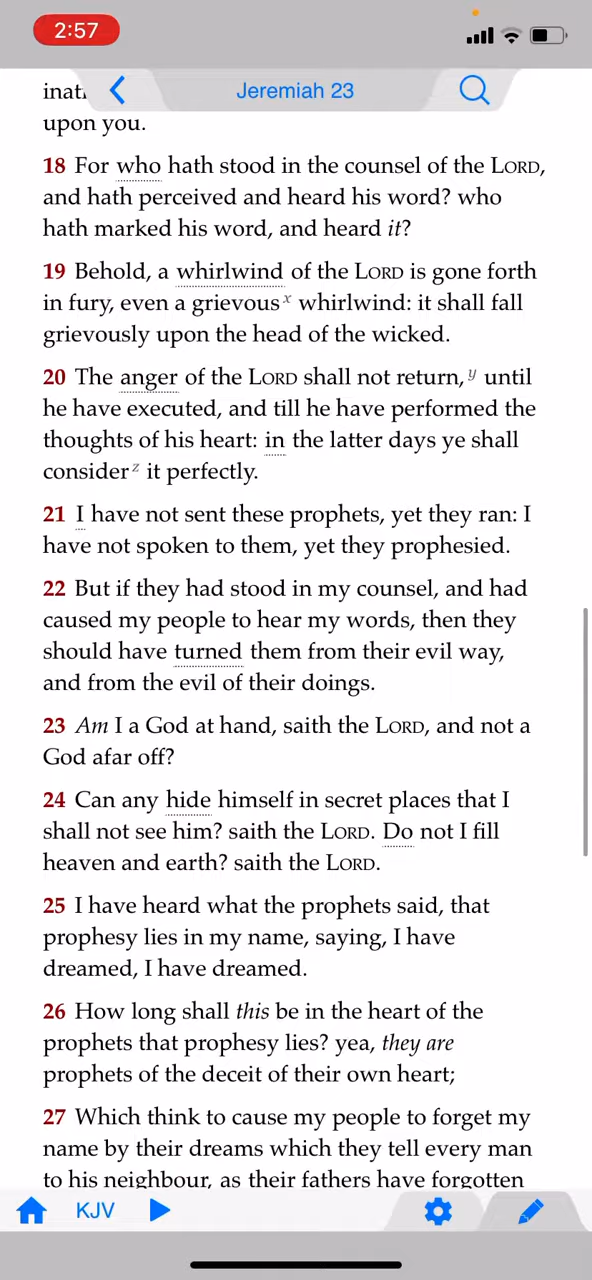 2:57
inati
Jeremiah 23
upon you.
18 For who hath stood in the counsel of the LORD,
and hath perceived and heard his word? who
hath marked his word, and heard it?
19 Behold, a whirlwind of the LORD is gone forth
in fury, even a grievous x whirlwind: it shall fall
grievously upon the head of the wicked.
20 The anger of the LORD shall not return, y until
he have executed, and till he have performed the
thoughts of his heart: in the latter days ye shall
consider z it perfectly.
21 I have not sent these prophets, yet they ran: I
have not spoken to them, yet they prophesied.
22 But if they had stood in my counsel, and had
caused my people to hear my words, then they
should have turned them from their evil way,
and from the evil of their doings.
23 Am I a God at hand, saith the LORD, and not a
God afar off?
24 Can any hide himself in secret places that I
shall not see him? saith the LORD. Do not I fill
heaven and earth? saith the LORD.
25 I have heard what the prophets said, that
prophesy lies in my name, saying, I have
dreamed, I have dreamed.
26 How long shall this be in the heart of the
prophets that prophesy lies? yea, they are
prophets of the deceit of their own heart;
27 Which think to cause my people to forget my
name by their dreams which they tell every man
to his neighbour, as their fathers have forgotten
KJV